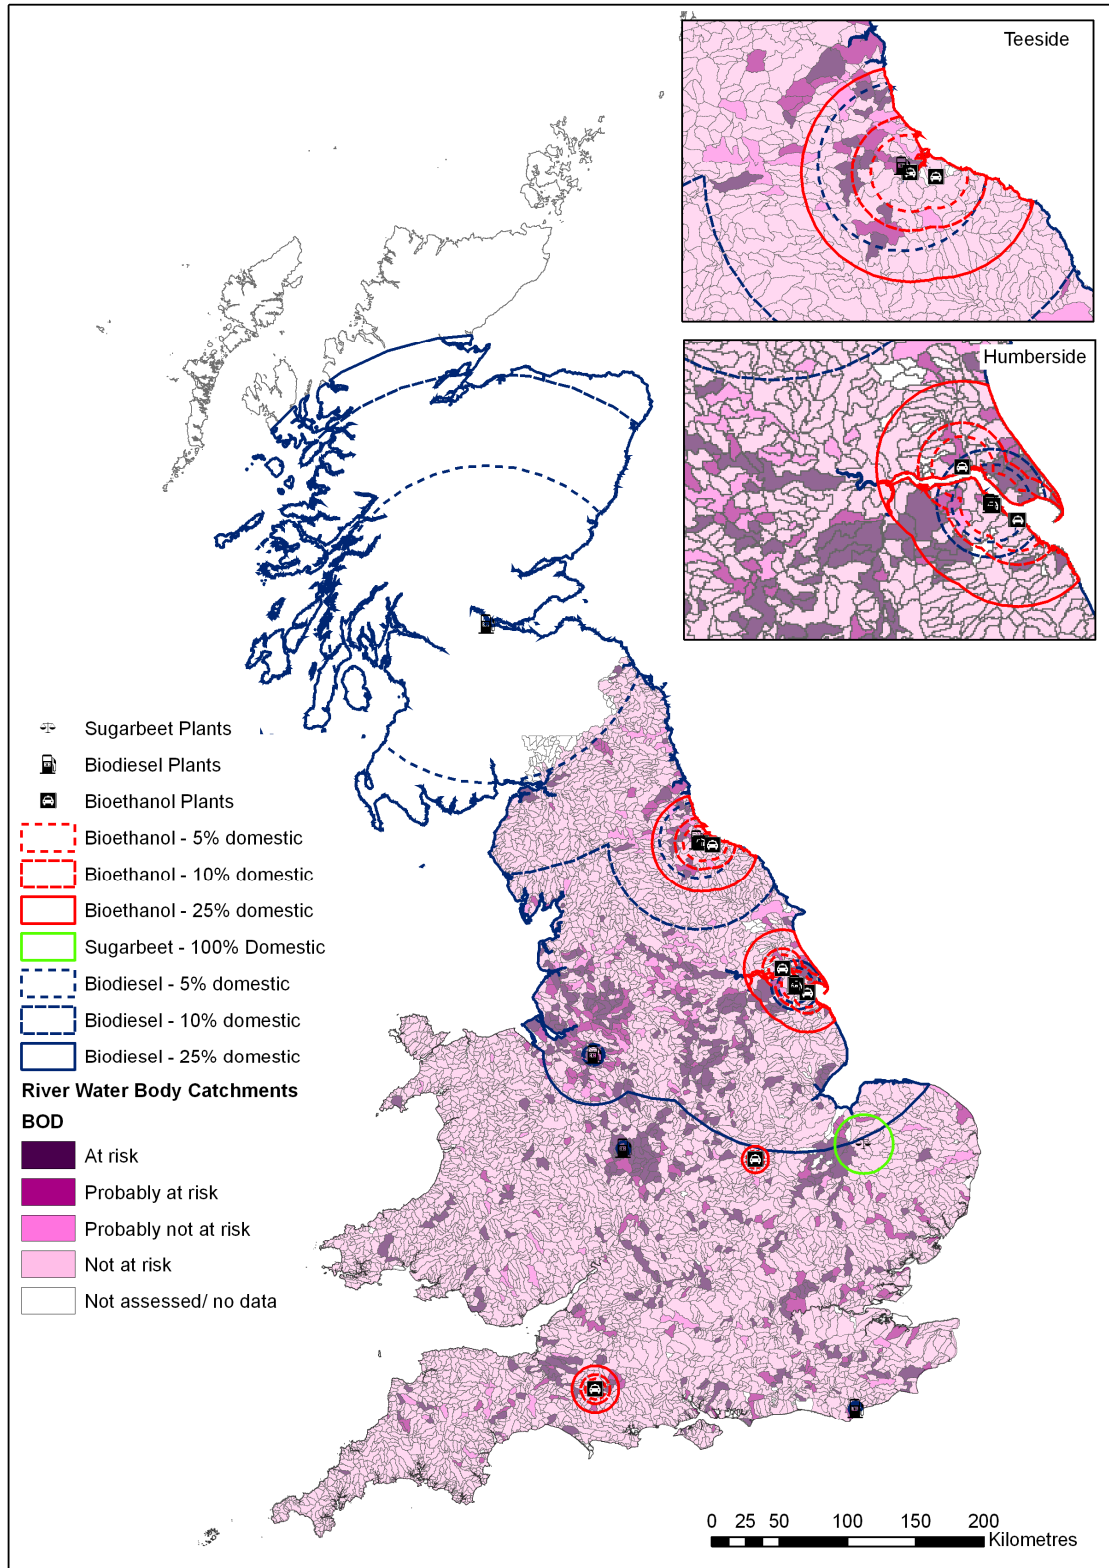 Teeside
Humberside
Sugarbeet Plants
Biodiesel Plants
Bioethanol Plants
Bioethanol - 5% domestic
Bioethanol - 10% domestic
Bioethanol - 25% domestic
Sugarbeet - 100% Domestic
Biodiesel - 5% domestic
Biodiesel - 10% domestic
Biodiesel - 25% domestic
River Water Body Catchments
BOD
At risk
Probably at risk
Probably not at risk
Not at risk
Not assessed/ no data
0 25 50 100 150 200
Kilometres